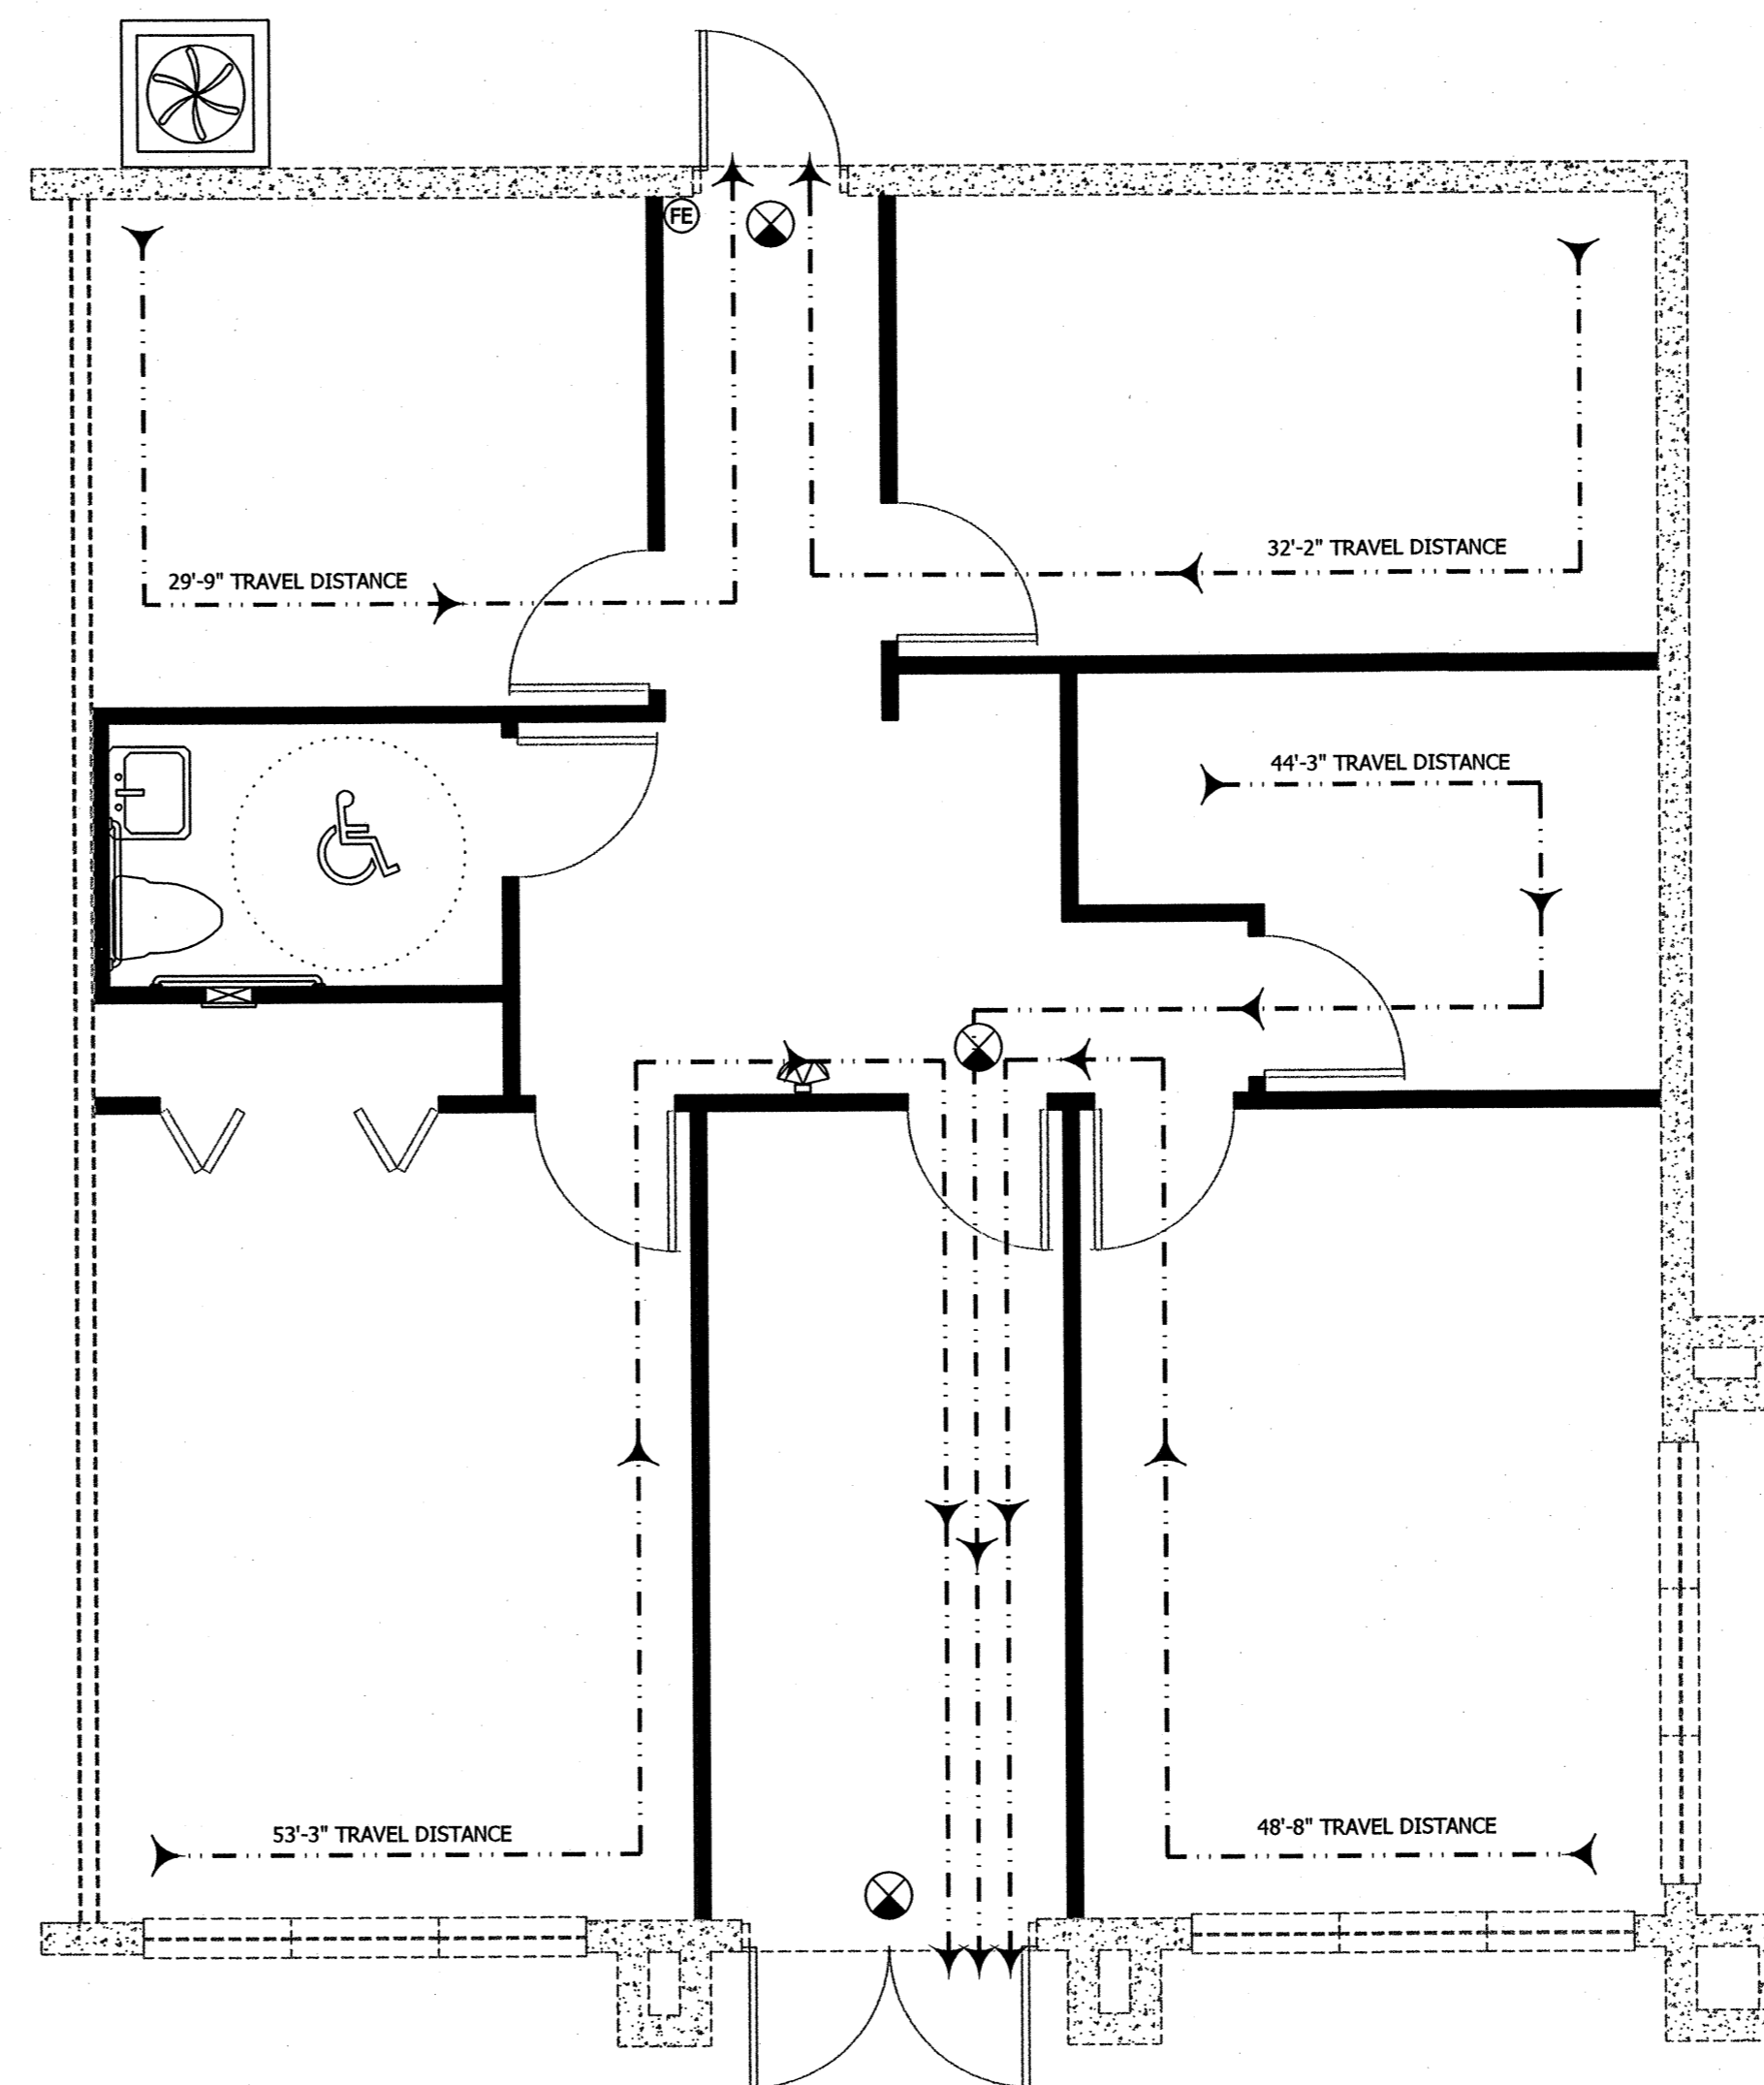 FE
32'-2" TRAVEL DISTANCE
29'-9" TRAVEL DISTANCE
44'-3" TRAVEL DISTANCE
53'-3" TRAVEL DISTANCE
48'-8" TRAVEL DISTANCE